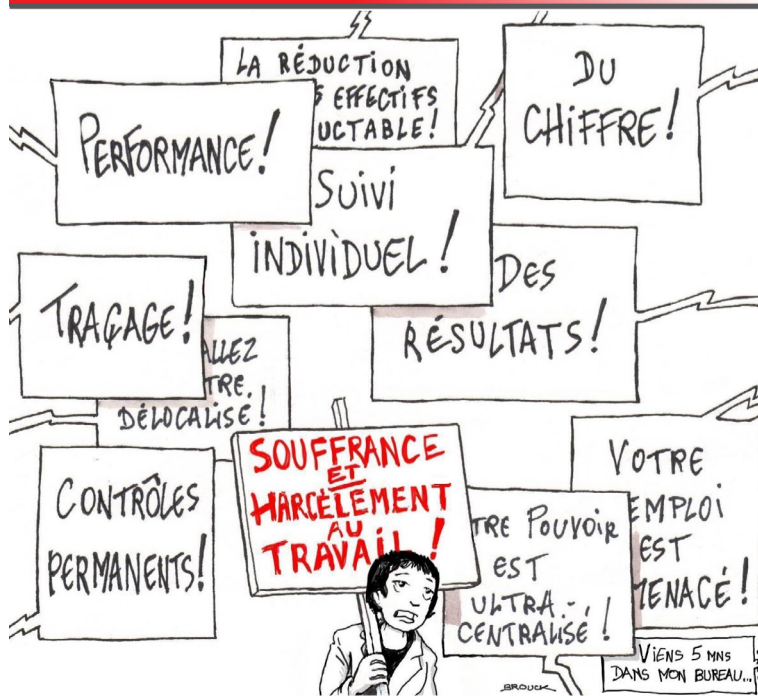 LA RÉDUCTION
EFFECTIFS
UCTABLE!
PERFORMANCE!
DU
CHIFFRE!
SUIVI
INDIVIDUEL!
TRAÇAGE!
DES
RÉSULTATS!
ALLEZ
TRE
DÉLOCALISÉ!
SOUFFRANCE
ET
HARCÈLEMENT
AU
TRAVAIL!
CONTRÔLES
PERMANENTS!
TRE POUVOIR
EST
ULTRA-
CENTRALISÉ!
VOTRE
EMPLOI
EST
MENACÉ!
VIENS 5 MNS
DANS MON BUREAU...
BROUCK